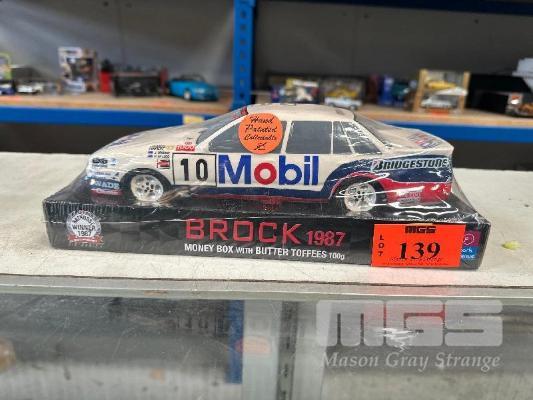 Hand
Painted
Collectable
10
Mobil
BRIDGESTONE
WADE
WINNER
1987
BROCK 1987
MONEY BOX WITH BUTTER TOFFEES 100g
MGS
LOT
139
MGS
Mason Gray Strange